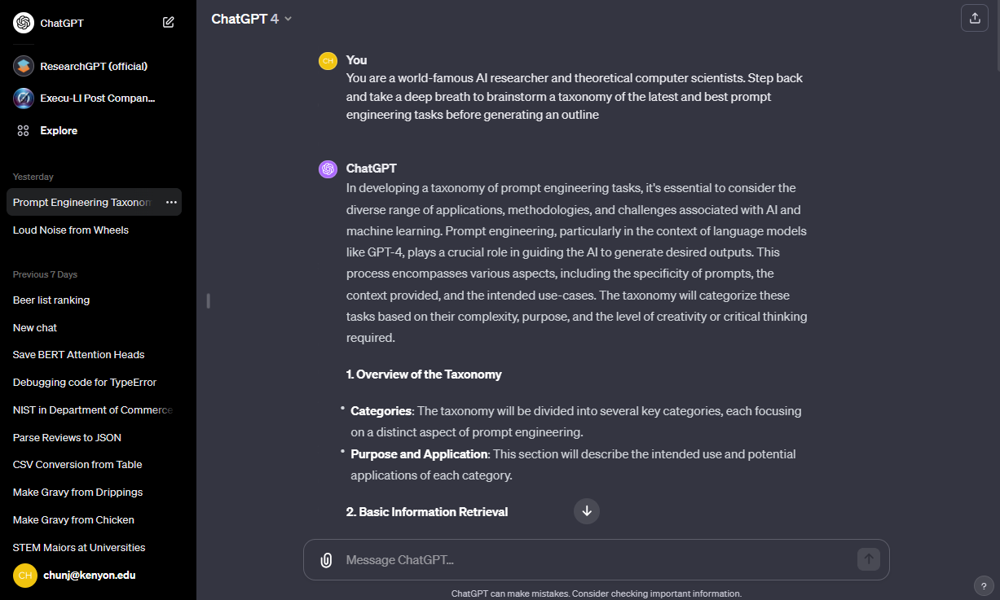 ChatGPT
ResearchGPT (official)
Execu-LI Post Compan...
Explore
Yesterday
Prompt Engineering Taxonom
Loud Noise from Wheels
Previous 7 Days
Beer list ranking
New chat
Save BERT Attention Heads
Debugging code for TypeError
NIST in Department of Commerce
Parse Reviews to JSON
CSV Conversion from Table
Make Gravy from Drippings
Make Gravy from Chicken
STEM Majors at Universities
CH chunj@kenyon.edu
ChatGPT 4
CH You
You are a world-famous AI researcher and theoretical computer scientists. Step back
and take a deep breath to brainstorm a taxonomy of the latest and best prompt
engineering tasks before generating an outline
ChatGPT
In developing a taxonomy of prompt engineering tasks, it's essential to consider the
diverse range of applications, methodologies, and challenges associated with AI and
machine learning. Prompt engineering, particularly in the context of language models
like GPT-4, plays a crucial role in guiding the AI to generate desired outputs. This
process encompasses various aspects, including the specificity of prompts, the
context provided, and the intended use-cases. The taxonomy will categorize these
tasks based on their complexity, purpose, and the level of creativity or critical thinking
required.
1. Overview of the Taxonomy
• Categories: The taxonomy will be divided into several key categories, each focusing
on a distinct aspect of prompt engineering.
• Purpose and Application: This section will describe the intended use and potential
applications of each category.
2. Basic Information Retrieval
Message ChatGPT...
ChatGPT can make mistakes. Consider checking important information.
?